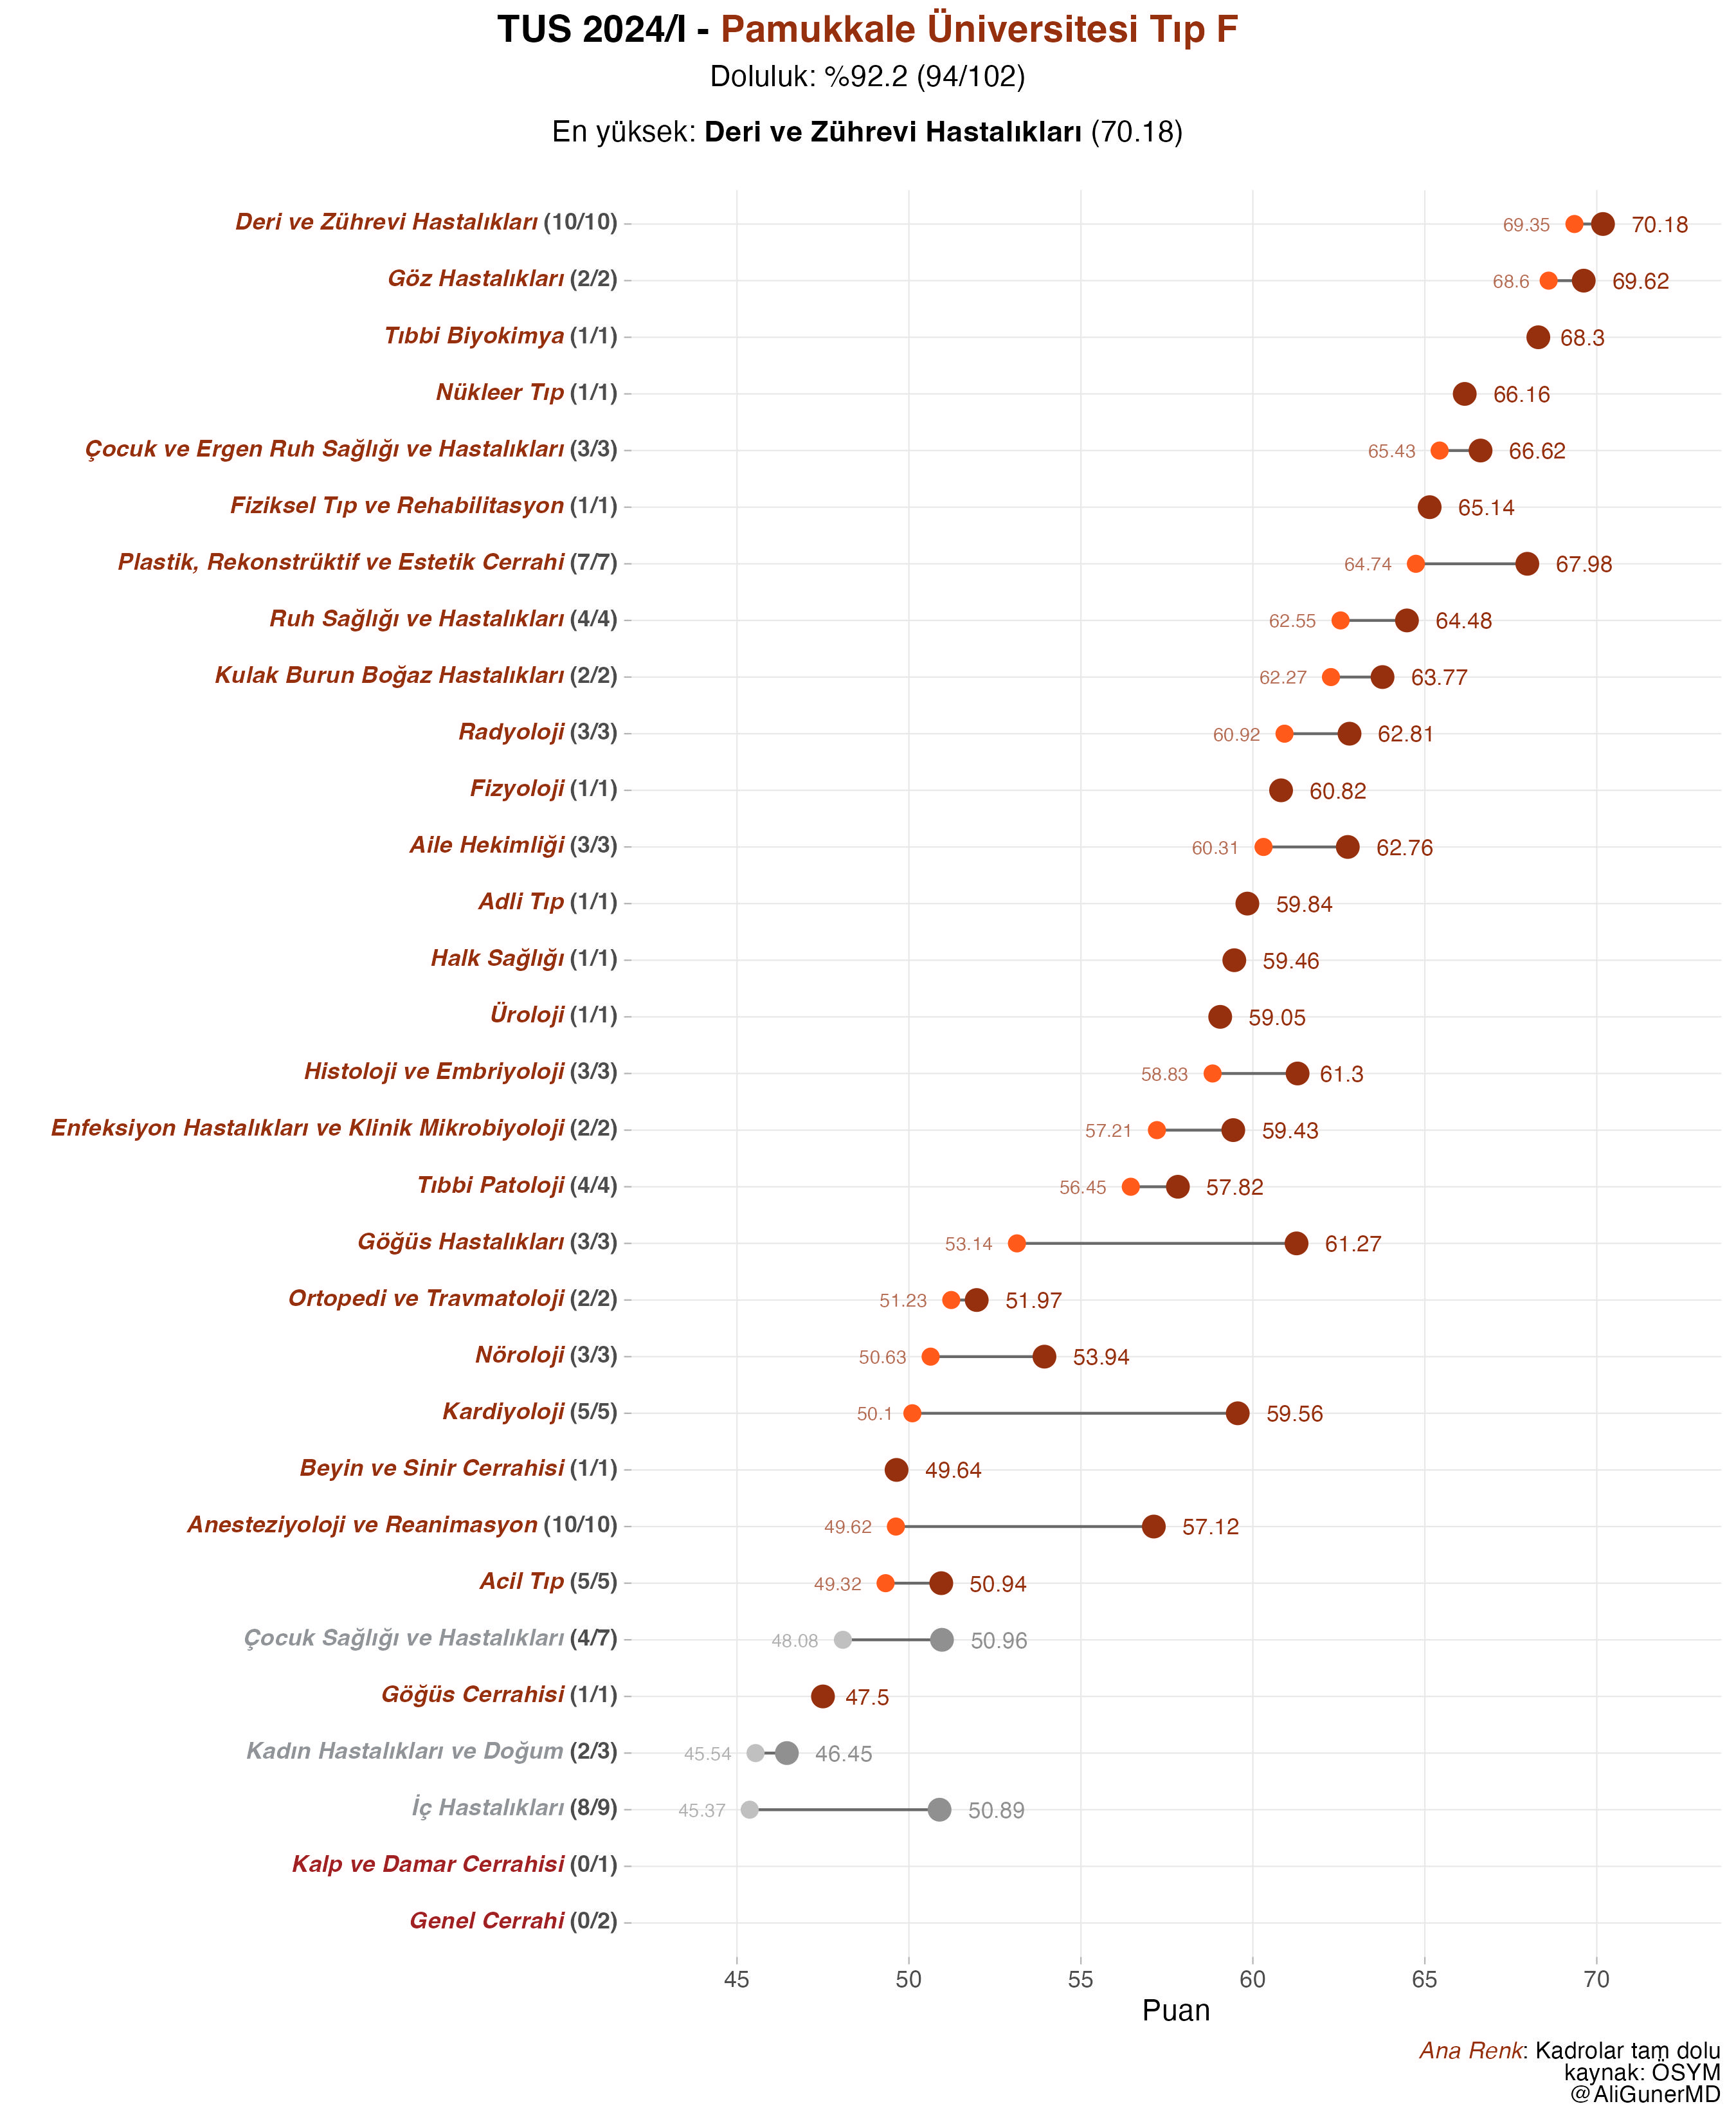 TUS 2024/I - Pamukkale Üniversitesi Tıp F
Doluluk: %92.2 (94/102)
En yüksek: Deri ve Zührevi Hastalıkları (70.18)
Deri ve Zührevi Hastalıkları (10/10) 69.35 70.18
Göz Hastalıkları (2/2) 68.6 69.62
Tıbbi Biyokimya (1/1) 68.3
Nükleer Tıp (1/1) 66.16
Çocuk ve Ergen Ruh Sağlığı ve Hastalıkları (3/3) 65.43 66.62
Fiziksel Tıp ve Rehabilitasyon (1/1) 65.14
Plastik, Rekonstrüktif ve Estetik Cerrahi (7/7) 64.74 67.98
Ruh Sağlığı ve Hastalıkları (4/4) 62.55 64.48
Kulak Burun Boğaz Hastalıkları (2/2) 62.27 63.77
Radyoloji (3/3) 60.92 62.81
Fizyoloji (1/1) 60.82
Aile Hekimliği (3/3) 60.31 62.76
Adli Tıp (1/1) 59.84
Halk Sağlığı (1/1) 59.46
Üroloji (1/1) 59.05
Histoloji ve Embriyoloji (3/3) 58.83 61.3
Enfeksiyon Hastalıkları ve Klinik Mikrobiyoloji (2/2) 57.21 59.43
Tıbbi Patoloji (4/4) 56.45 57.82
Göğüs Hastalıkları (3/3) 53.14 61.27
Ortopedi ve Travmatoloji (2/2) 51.23 51.97
Nöroloji (3/3) 50.63 53.94
Kardiyoloji (5/5) 50.1 59.56
Beyin ve Sinir Cerrahisi (1/1) 49.64
Anesteziyoloji ve Reanimasyon (10/10) 49.62 57.12
Acil Tıp (5/5) 49.32 50.94
Çocuk Sağlığı ve Hastalıkları (4/7) 48.08 50.96
Göğüs Cerrahisi (1/1) 47.5
Kadın Hastalıkları ve Doğum (2/3) 45.54 46.45
İç Hastalıkları (8/9) 45.37 50.89
Kalp ve Damar Cerrahisi (0/1)
Genel Cerrahi (0/2)
45 50 55 60 65 70
Puan
Ana Renk: Kadrolar tam dolu
kaynak: ÖSYM
@AliGunerMD